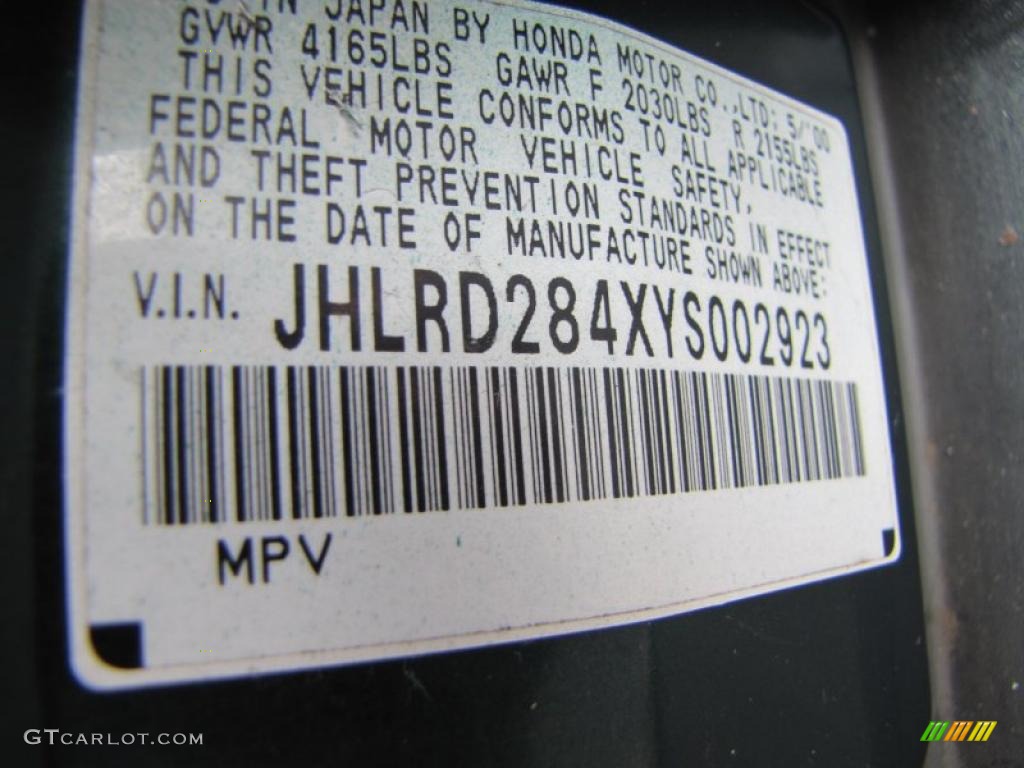 IN JAPAN BY HONDA MOTOR CO.,LTD: 5/'00
GVWR 4165LBS GAWR F 2030LBS R 2155LBS
THIS VEHICLE CONFORMS TO ALL APPLICABLE
FEDERAL MOTOR VEHICLE SAFETY,
AND THEFT PREVENTION STANDARDS IN EFFECT
ON THE DATE OF MANUFACTURE SHOWN ABOVE:
V.I.N. JHLRD284XYS002923
MPV
GTCARLOT.COM